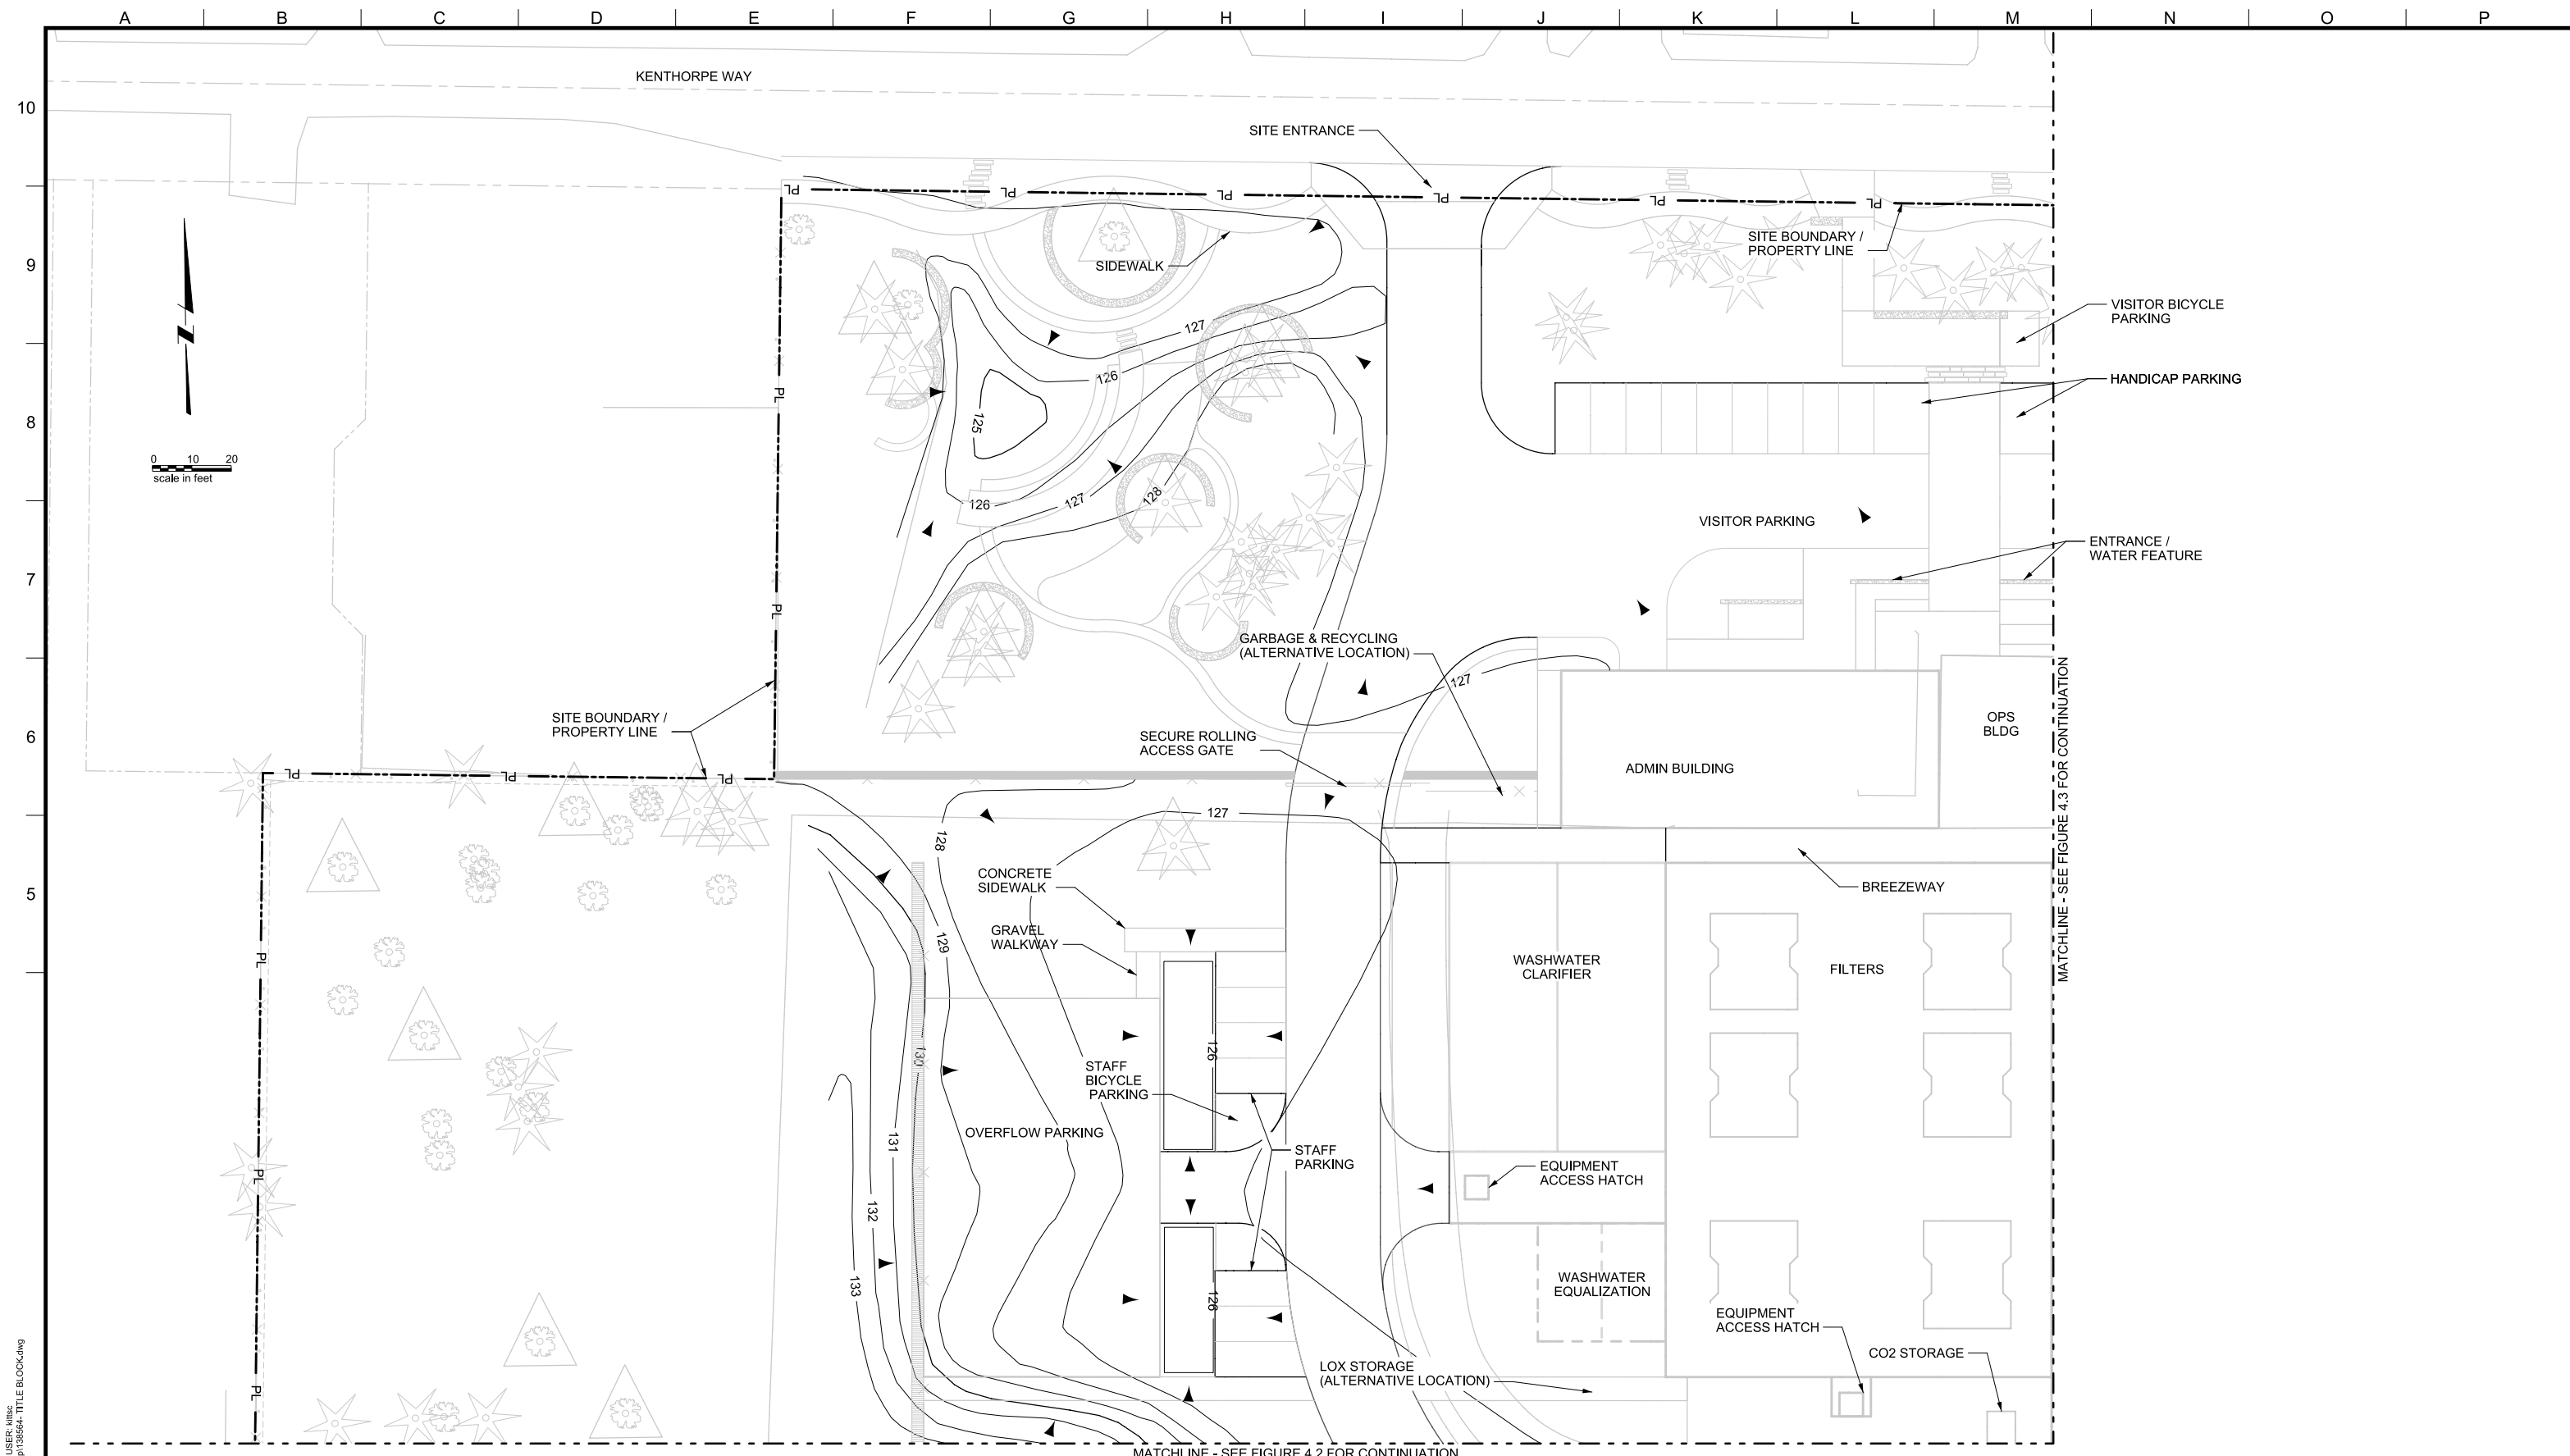 A B C D E F G H I J K L M N O P
10
KENTHORPE WAY
SITE ENTRANCE
PL PL PL PL PL PL
9
SIDEWALK
SITE BOUNDARY /
PROPERTY LINE
127
VISITOR BICYCLE
PARKING
126
HANDICAP PARKING
PL
8
125
0 10 20
scale in feet
126
127
128
VISITOR PARKING
ENTRANCE /
WATER FEATURE
7
PL
GARBAGE & RECYCLING
(ALTERNATIVE LOCATION)
127
SITE BOUNDARY /
PROPERTY LINE
6
SECURE ROLLING
ACCESS GATE
OPS
BLDG
ADMIN BUILDING
MATCHLINE - SEE FIGURE 4.3 FOR CONTINUATION
PL PL PL
127
128
CONCRETE
SIDEWALK
BREEZEWAY
5
129
GRAVEL
WALKWAY
PL
WASHWATER
CLARIFIER
FILTERS
130
126
STAFF
BICYCLE
PARKING
OVERFLOW PARKING
131
STAFF
PARKING
EQUIPMENT
ACCESS HATCH
PL
132
133
126
WASHWATER
EQUALIZATION
EQUIPMENT
ACCESS HATCH
CO2 STORAGE
LOX STORAGE
(ALTERNATIVE LOCATION)
PL
MATCHLINE - SEE FIGURE 4.2 FOR CONTINUATION
USER: kittsc
p\138564- TITLE BLOCK.dwg